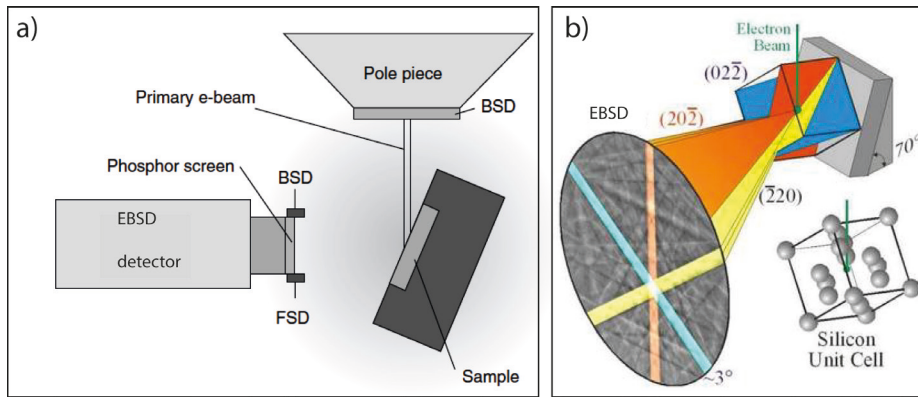 a)
Pole piece
Primary e-beam
BSD
Phosphor screen
BSD
EBSD
detector
FSD
Sample
b)
Electron
Beam
(022̅)
EBSD
(202̅)
70°
(2̅20)
~3°
Silicon
Unit Cell